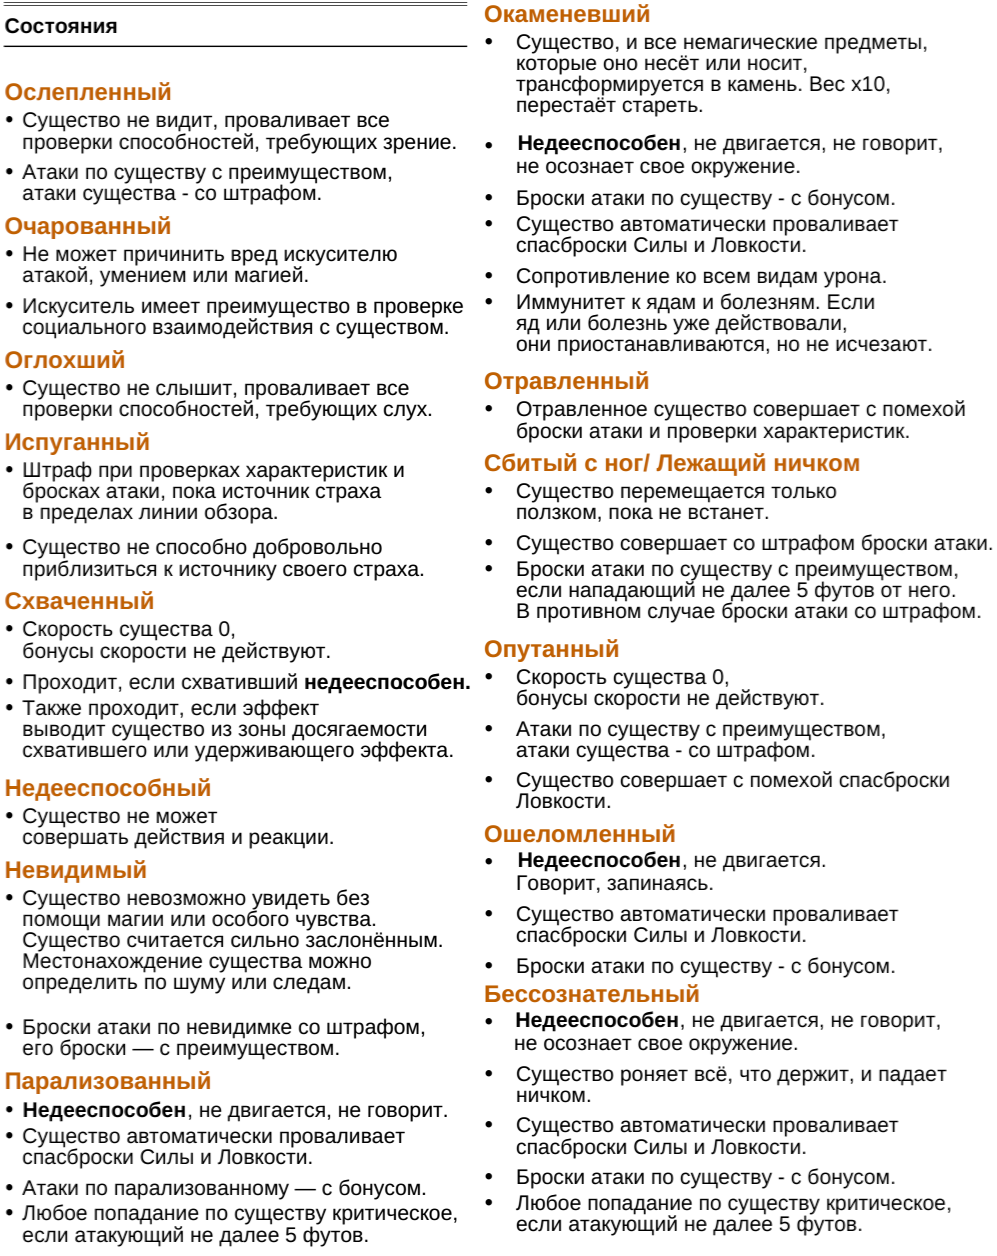 Состояния
Ослепленный
• Существо не видит, проваливает все
проверки способностей, требующих зрение.
• Атаки по существу с преимуществом,
атаки существа - со штрафом.
Очарованный
• Не может причинить вред искусителю
атакой, умением или магией.
• Искуситель имеет преимущество в проверке
социального взаимодействия с существом.
Оглохший
• Существо не слышит, проваливает все
проверки способностей, требующих слух.
Испуганный
• Штраф при проверках характеристик и
бросках атаки, пока источник страха
в пределах линии обзора.
• Существо не способно добровольно
приблизиться к источнику своего страха.
Схваченный
• Скорость существа 0,
бонусы скорости не действуют.
• Проходит, если схвативший недееспособен.
• Также проходит, если эффект
выводит существо из зоны досягаемости
схватившего или удерживающего эффекта.
Недееспособный
• Существо не может
совершать действия и реакции.
Невидимый
• Существо невозможно увидеть без
помощи магии или особого чувства.
Существо считается сильно заслонённым.
Местонахождение существа можно
определить по шуму или следам.
• Броски атаки по невидимке со штрафом,
его броски — с преимуществом.
Парализованный
• Недееспособен, не двигается, не говорит.
• Существо автоматически проваливает
спасброски Силы и Ловкости.
• Атаки по парализованному — с бонусом.
• Любое попадание по существу критическое,
если атакующий не далее 5 футов.
Окаменевший
• Существо, и все немагические предметы,
которые оно несёт или носит,
трансформируется в камень. Вес x10,
перестаёт стареть.
• Недееспособен, не двигается, не говорит,
не осознает свое окружение.
• Броски атаки по существу - с бонусом.
• Существо автоматически проваливает
спасброски Силы и Ловкости.
• Сопротивление ко всем видам урона.
• Иммунитет к ядам и болезням. Если
яд или болезнь уже действовали,
они приостанавливаются, но не исчезают.
Отравленный
• Отравленное существо совершает с помехой
броски атаки и проверки характеристик.
Сбитый с ног/ Лежащий ничком
• Существо перемещается только
ползком, пока не встанет.
• Существо совершает со штрафом броски атаки.
• Броски атаки по существу с преимуществом,
если нападающий не далее 5 футов от него.
В противном случае броски атаки со штрафом.
Опутанный
• Скорость существа 0,
бонусы скорости не действуют.
• Атаки по существу с преимуществом,
атаки существа - со штрафом.
• Существо совершает с помехой спасброски
Ловкости.
Ошеломленный
• Недееспособен, не двигается.
Говорит, запинаясь.
• Существо автоматически проваливает
спасброски Силы и Ловкости.
• Броски атаки по существу - с бонусом.
Бессознательный
• Недееспособен, не двигается, не говорит,
не осознает свое окружение.
• Существо роняет всё, что держит, и падает
ничком.
• Существо автоматически проваливает
спасброски Силы и Ловкости.
• Броски атаки по существу - с бонусом.
• Любое попадание по существу критическое,
если атакующий не далее 5 футов.